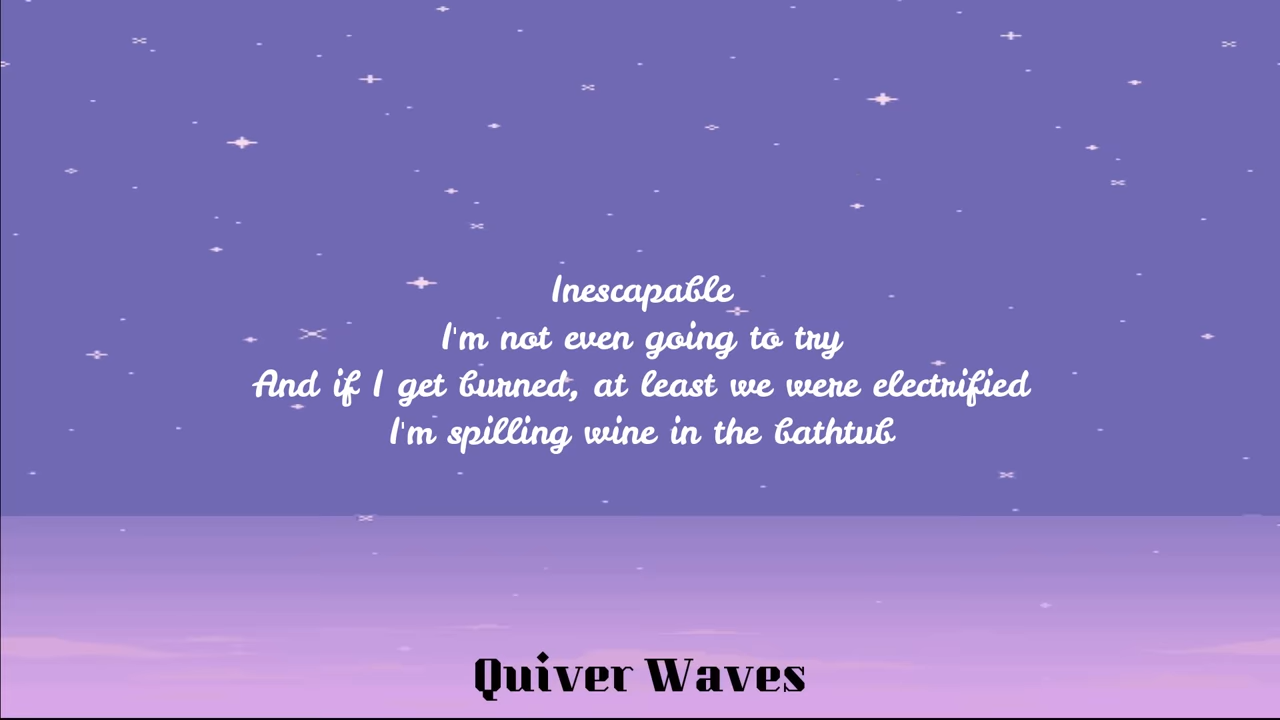 Inescapable
I'm not even going to try
And if I get burned, at least we were electrified
I'm spilling wine in the bathtub
Quiver Waves